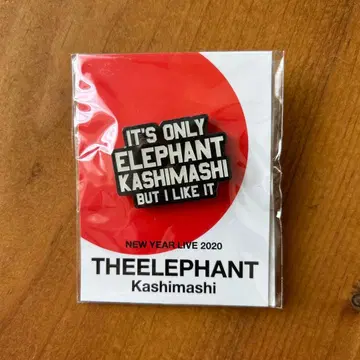 IT'S ONLY
ELEPHANT
KASHIMASHI
BUT I LIKE IT
NEW YEAR LIVE 2020
THEELEPHANT
Kashimashi